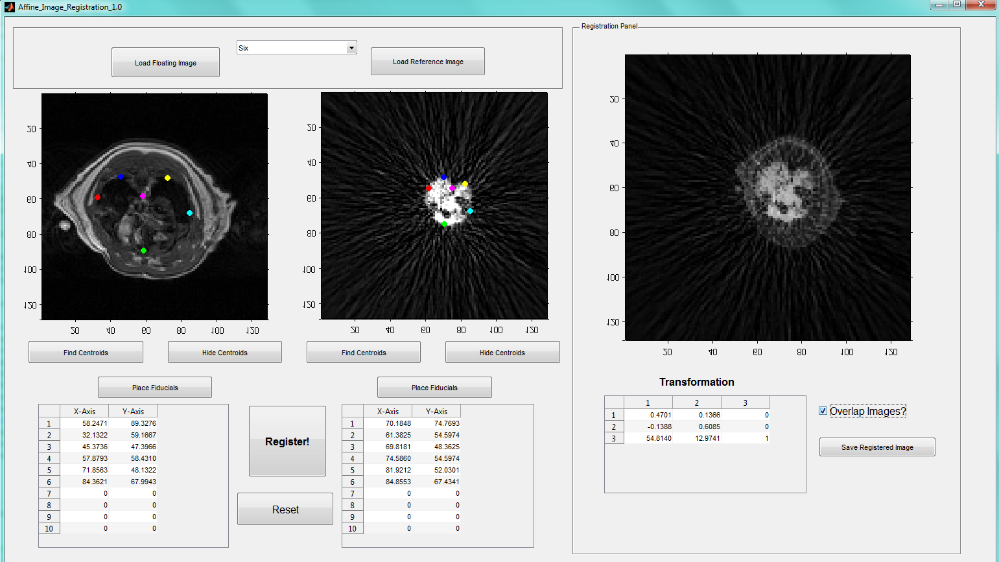 Affine_Image_Registration_1.0
Load Floating Image
Six
Load Reference Image
Registration Panel
20
40
60
80
100
120
20 40 60 80 100 120
20
40
60
80
100
120
20 40 60 80 100 120
20
40
60
80
100
120
20 40 60 80 100 120
Find Centroids
Hide Centroids
Find Centroids
Hide Centroids
Place Fiducials
Place Fiducials
X-Axis Y-Axis
1 58.2471 89.3276
2 32.1322 59.1667
3 45.3736 47.3966
4 57.8793 58.4310
5 71.8563 48.1322
6 84.3621 67.9943
7 0 0
8 0 0
9 0 0
10 0 0
Register!
Reset
X-Axis Y-Axis
1 70.1848 74.7693
2 61.3825 54.5974
3 69.8181 48.3625
4 74.5860 54.5974
5 81.9212 52.0301
6 84.8553 67.4341
7 0 0
8 0 0
9 0 0
10 0 0
Transformation
1 2 3
1 0.4701 0.1366 0
2 -0.1388 0.6085 0
3 54.8140 12.9741 1
Overlap Images?
Save Registered Image